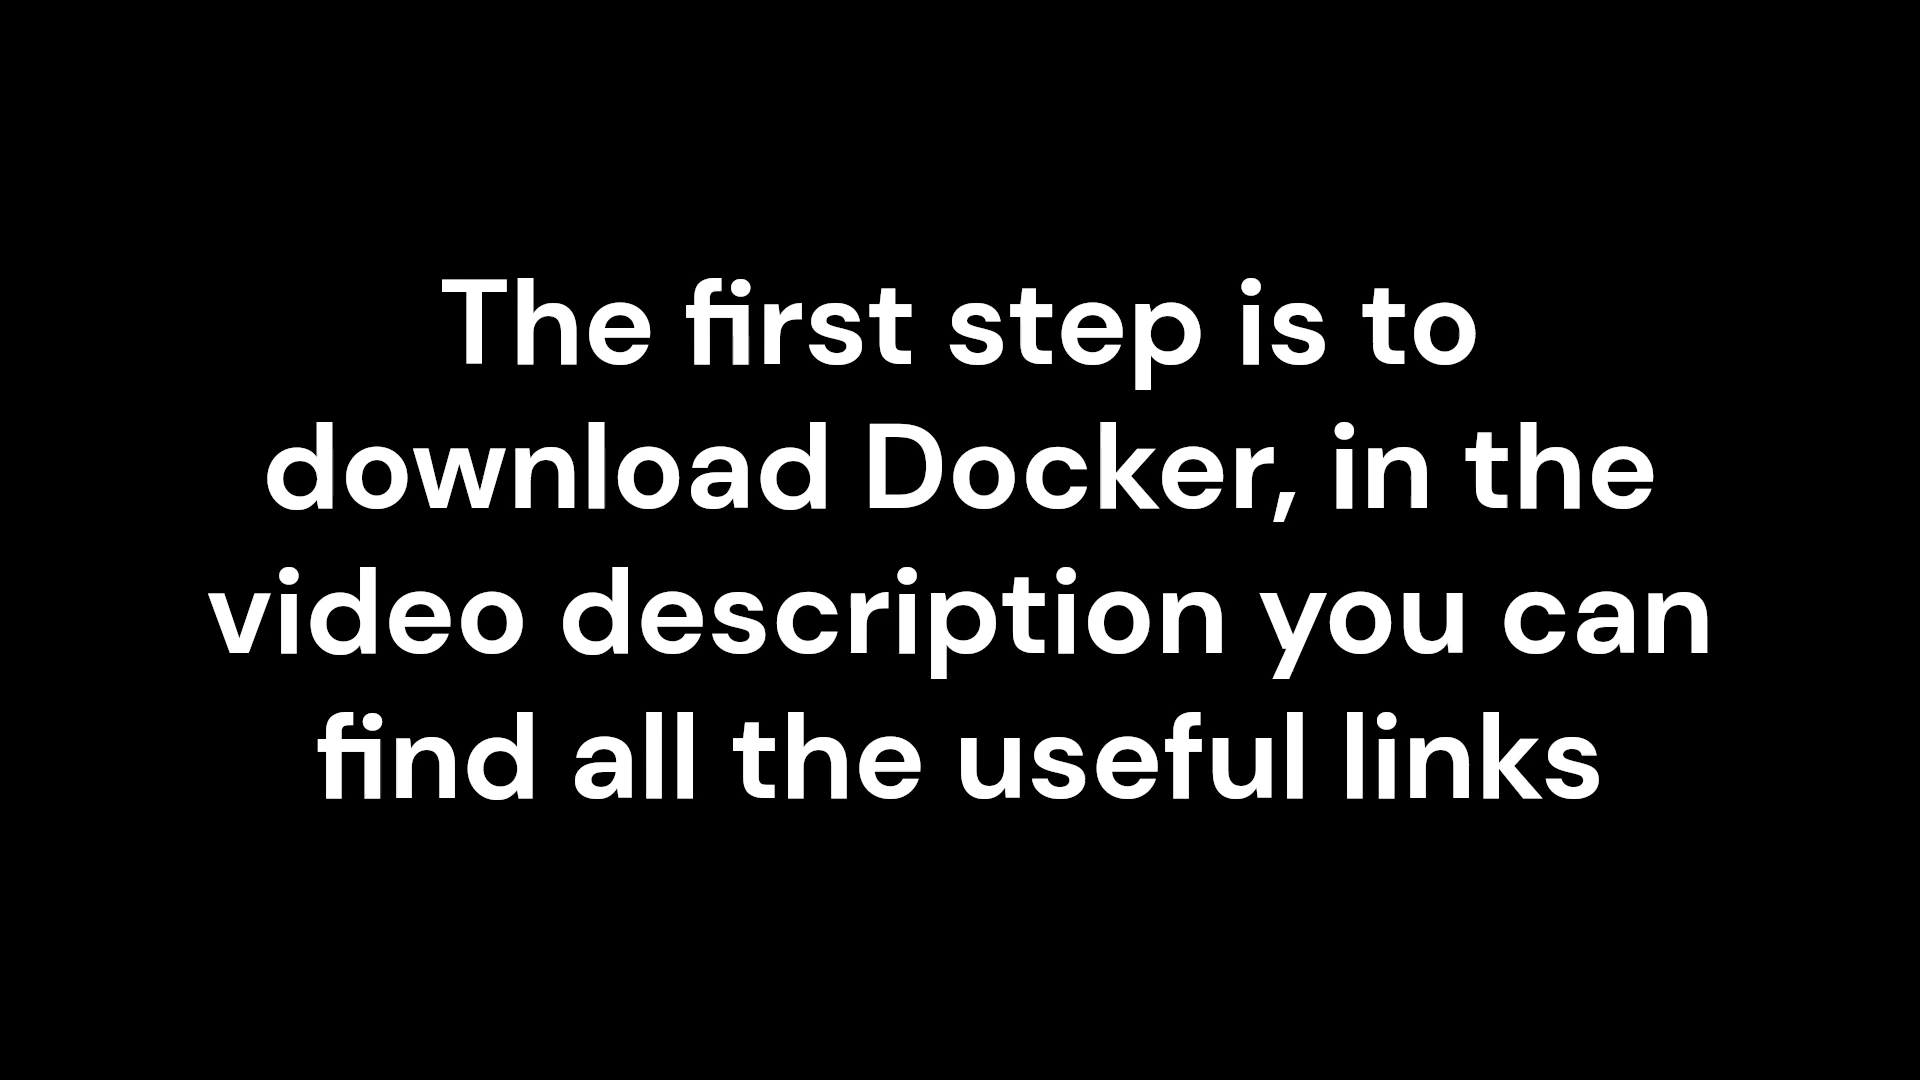 The first step is to
download Docker, in the
video description you can
find all the useful links